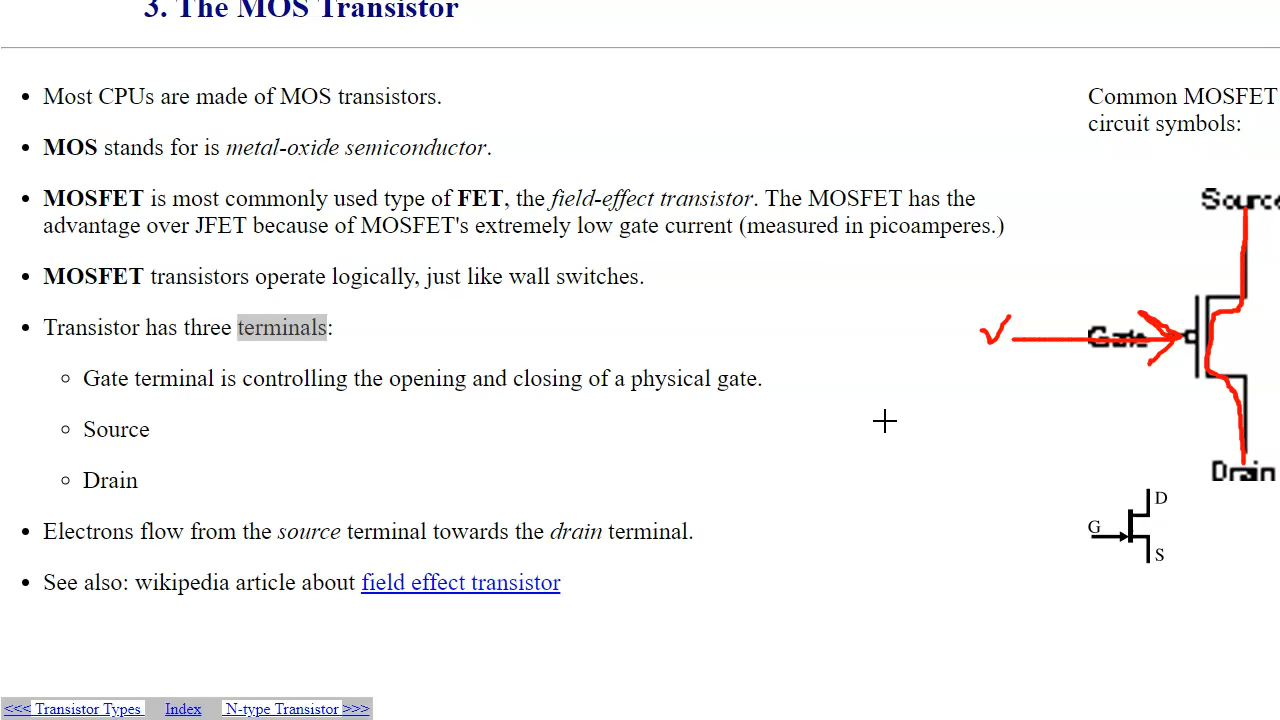 3. The MOS Transistor
Most CPUs are made of MOS transistors.
MOS stands for is metal-oxide semiconductor.
MOSFET is most commonly used type of FET, the field-effect transistor. The MOSFET has the
advantage over JFET because of MOSFET's extremely low gate current (measured in picoamperes.)
MOSFET transistors operate logically, just like wall switches.
Transistor has three terminals:
Gate terminal is controlling the opening and closing of a physical gate.
Source
Drain
Electrons flow from the source terminal towards the drain terminal.
See also: wikipedia article about field effect transistor
Common MOSFET
circuit symbols:
Source
Gate
Drain
D
G
S
<<< Transistor Types Index N-type Transistor >>>